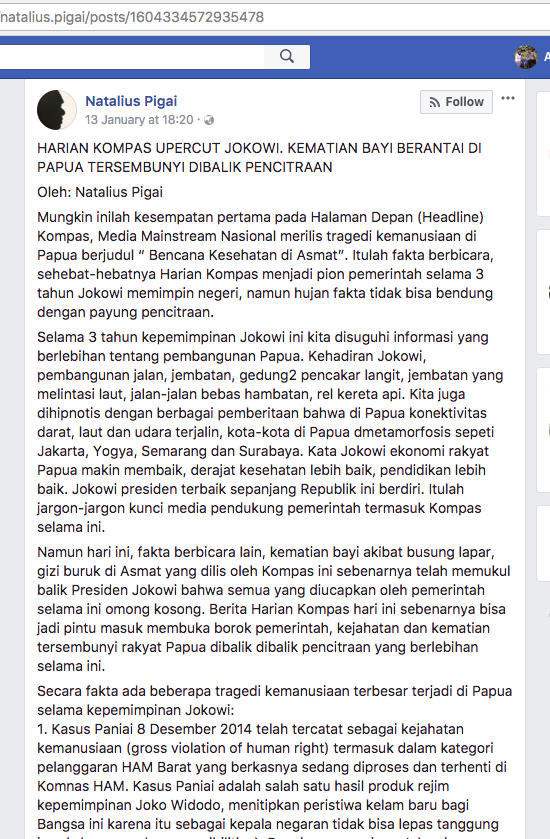 /natalius.pigai/posts/1604334572935478
Natalius Pigai
13 January at 18:20 ·
Follow
HARIAN KOMPAS UPERCUT JOKOWI. KEMATIAN BAYI BERANTAI DI
PAPUA TERSEMBUNYI DIBALIK PENCITRAAN
Oleh: Natalius Pigai
Mungkin inilah kesempatan pertama pada Halaman Depan (Headline)
Kompas, Media Mainstream Nasional merilis tragedi kemanusiaan di
Papua berjudul “ Bencana Kesehatan di Asmat”. Itulah fakta berbicara,
sehebat-hebatnya Harian Kompas menjadi pion pemerintah selama 3
tahun Jokowi memimpin negeri, namun hujan fakta tidak bisa bendung
dengan payung pencitraan.
Selama 3 tahun kepemimpinan Jokowi ini kita disuguhi informasi yang
berlebihan tentang pembangunan Papua. Kehadiran Jokowi,
pembangunan jalan, jembatan, gedung2 pencakar langit, jembatan yang
melintasi laut, jalan-jalan bebas hambatan, rel kereta api. Kita juga
dihipnotis dengan berbagai pemberitaan bahwa di Papua konektivitas
darat, laut dan udara terjalin, kota-kota di Papua dmetamorfosis sepeti
Jakarta, Yogya, Semarang dan Surabaya. Kata Jokowi ekonomi rakyat
Papua makin membaik, derajat kesehatan lebih baik, pendidikan lebih
baik. Jokowi presiden terbaik sepanjang Republik ini berdiri. Itulah
jargon-jargon kunci media pendukung pemerintah termasuk Kompas
selama ini.
Namun hari ini, fakta berbicara lain, kematian bayi akibat busung lapar,
gizi buruk di Asmat yang dilis oleh Kompas ini sebenarnya telah memukul
balik Presiden Jokowi bahwa semua yang diucapkan oleh pemerintah
selama ini omong kosong. Berita Harian Kompas hari ini sebenarnya bisa
jadi pintu masuk membuka borok pemerintah, kejahatan dan kematian
tersembunyi rakyat Papua dibalik dibalik pencitraan yang berlebihan
selama ini.
Secara fakta ada beberapa tragedi kemanusiaan terbesar terjadi di Papua
selama kepemimpinan Jokowi:
1. Kasus Paniai 8 Desember 2014 telah tercatat sebagai kejahatan
kemanusiaan (gross violation of human right) termasuk dalam kategori
pelanggaran HAM Barat yang berkasnya sedang diproses dan terhenti di
Komnas HAM. Kasus Paniai adalah salah satu hasil produk rejim
kepemimpinan Joko Widodo, menitipkan peristiwa kelam baru bagi
Bangsa ini karena itu sebagai kepala negaran tidak bisa lepas tanggung